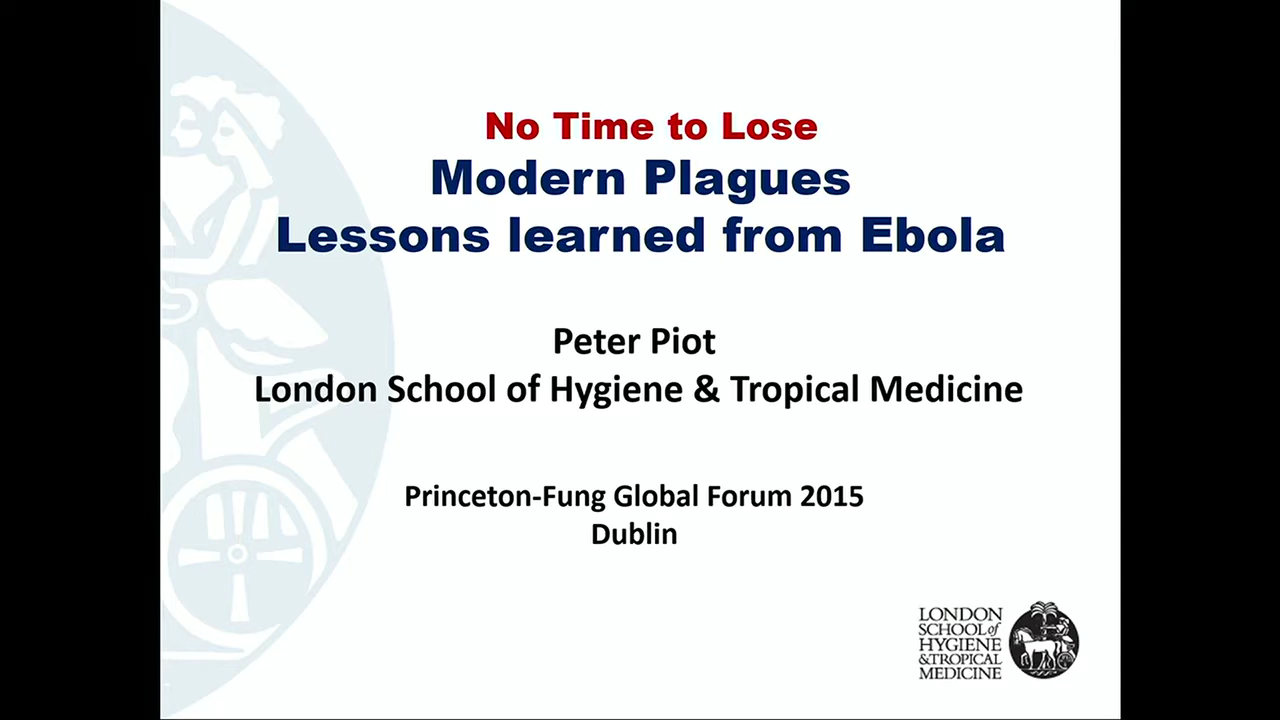 No Time to Lose
Modern Plagues
Lessons learned from Ebola
Peter Piot
London School of Hygiene & Tropical Medicine
Princeton-Fung Global Forum 2015
Dublin
LONDON
SCHOOL of
HYGIENE
& TROPICAL
MEDICINE